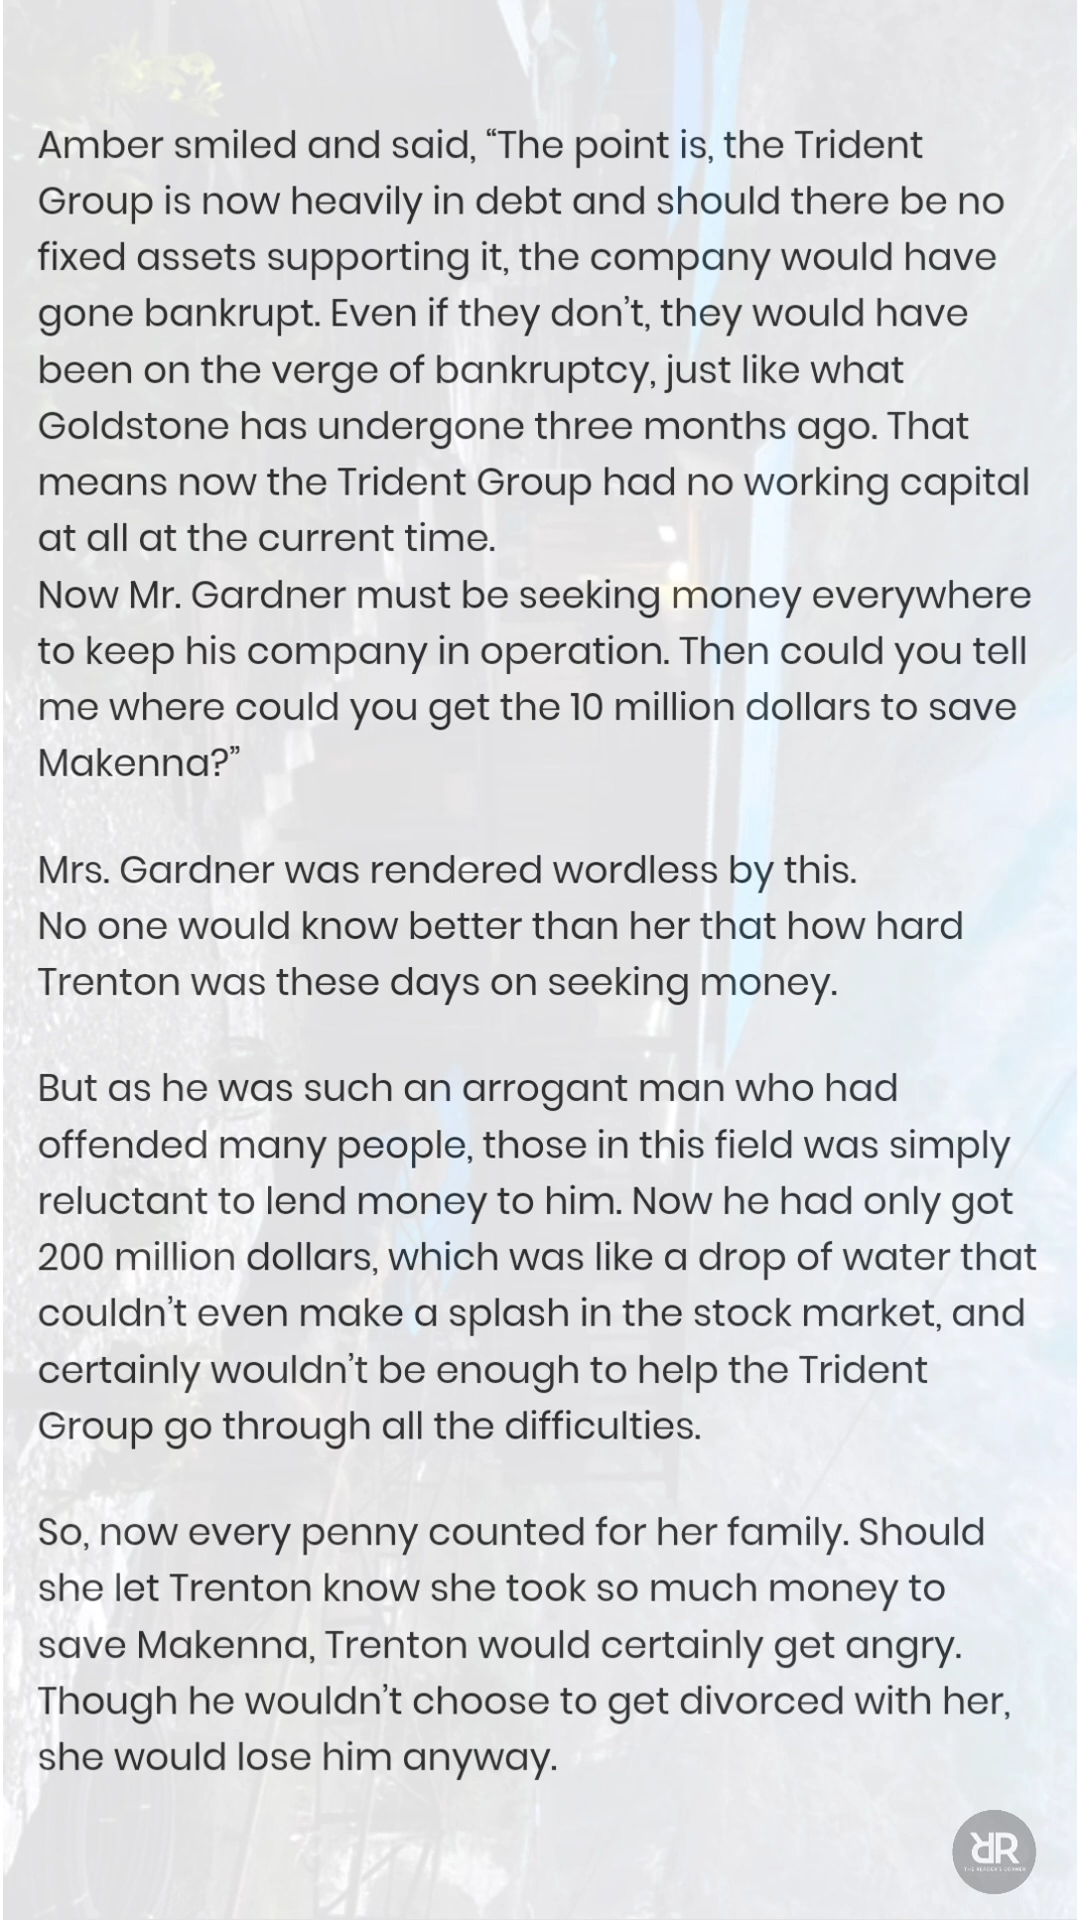 Amber smiled and said, “The point is, the Trident
Group is now heavily in debt and should there be no
fixed assets supporting it, the company would have
gone bankrupt. Even if they don’t, they would have
been on the verge of bankruptcy, just like what
Goldstone has undergone three months ago. That
means now the Trident Group had no working capital
at all at the current time.
Now Mr. Gardner must be seeking money everywhere
to keep his company in operation. Then could you tell
me where could you get the 10 million dollars to save
Makenna?”
Mrs. Gardner was rendered wordless by this.
No one would know better than her that how hard
Trenton was these days on seeking money.
But as he was such an arrogant man who had
offended many people, those in this field was simply
reluctant to lend money to him. Now he had only got
200 million dollars, which was like a drop of water that
couldn’t even make a splash in the stock market, and
certainly wouldn’t be enough to help the Trident
Group go through all the difficulties.
So, now every penny counted for her family. Should
she let Trenton know she took so much money to
save Makenna, Trenton would certainly get angry.
Though he wouldn’t choose to get divorced with her,
she would lose him anyway.
RR
THE READER'S CORNER